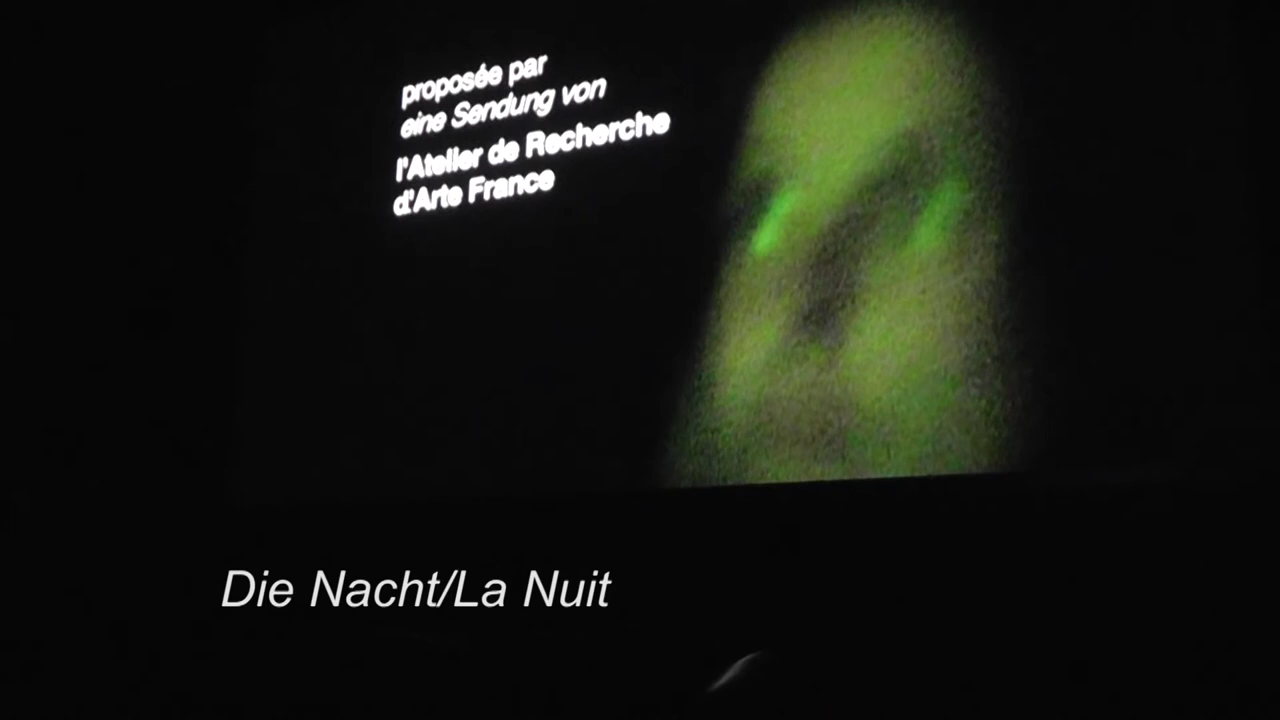 proposée par
eine Sendung von
l'Atelier de Recherche
d'Arte France
Die Nacht/La Nuit